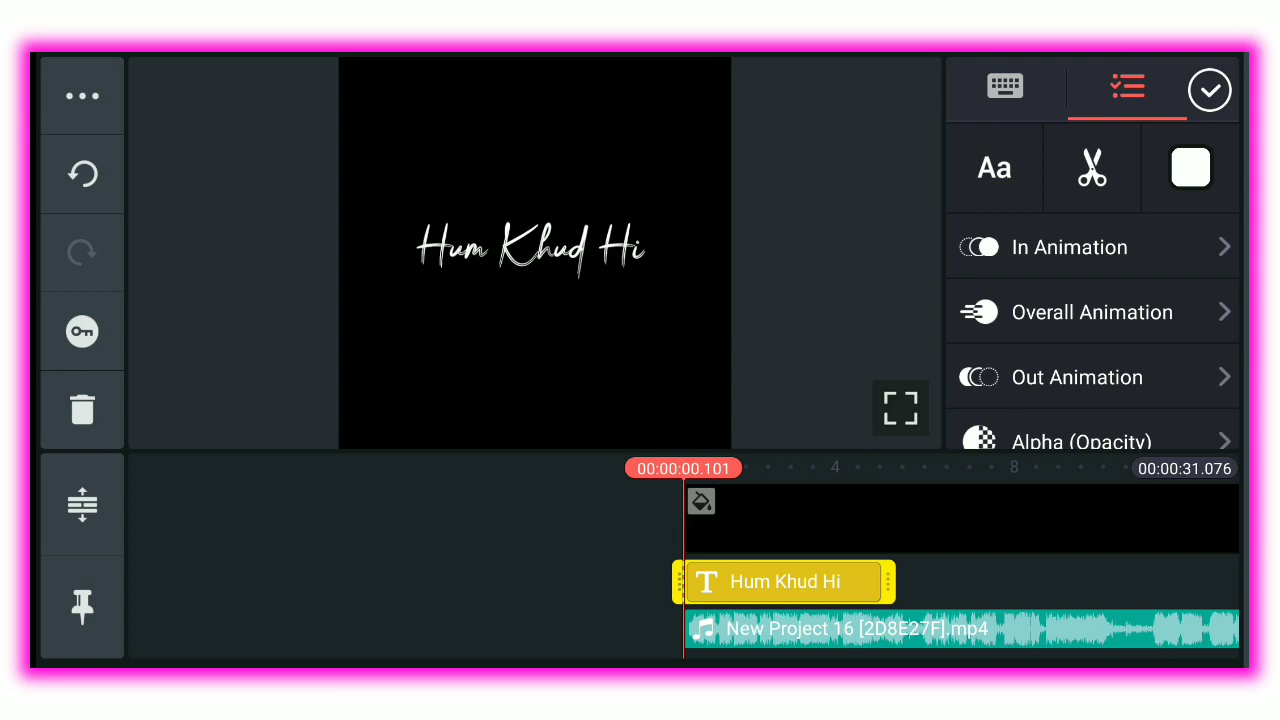 Hum Khud Hi
Aa
In Animation
Overall Animation
Out Animation
Alpha (Opacity)
00:00:00.101
4
8
00:00:31.076
T Hum Khud Hi
New Project 16 [2D8E27F].mp4